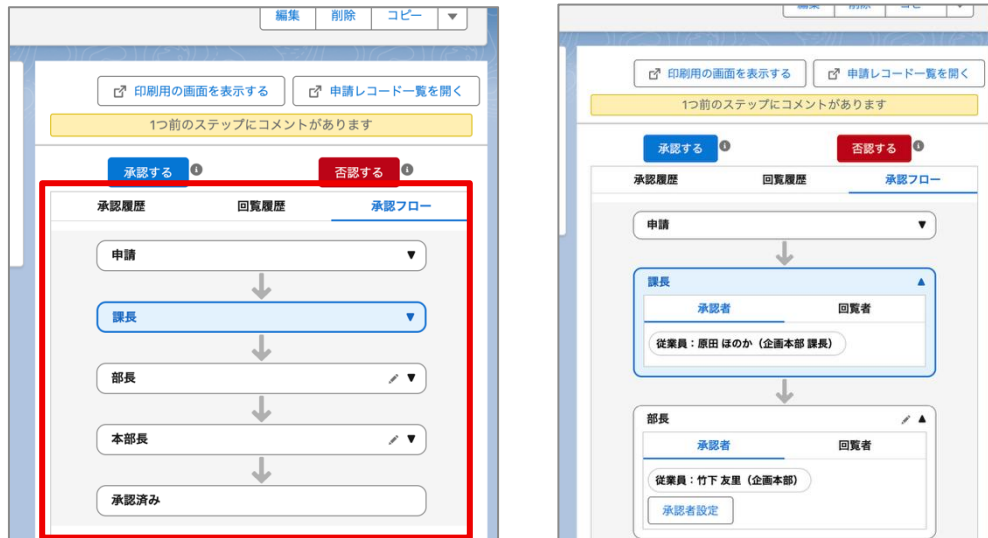 編集 削除 コピー ▼
印刷用の画面を表示する 申請レコード一覧を開く
1つ前のステップにコメントがあります
承認する 否認する
承認履歴 回覧履歴 承認フロー
申請 ▼
課長 ▼
部長 ▼
本部長 ▼
承認済み
編集 削除 コピー ▼
印刷用の画面を表示する 申請レコード一覧を開く
1つ前のステップにコメントがあります
承認する 否認する
承認履歴 回覧履歴 承認フロー
申請 ▼
課長 ▲
承認者 回覧者
従業員：原田 ほのか（企画本部 課長）
部長 ▲
承認者 回覧者
従業員：竹下 友里（企画本部）
承認者設定